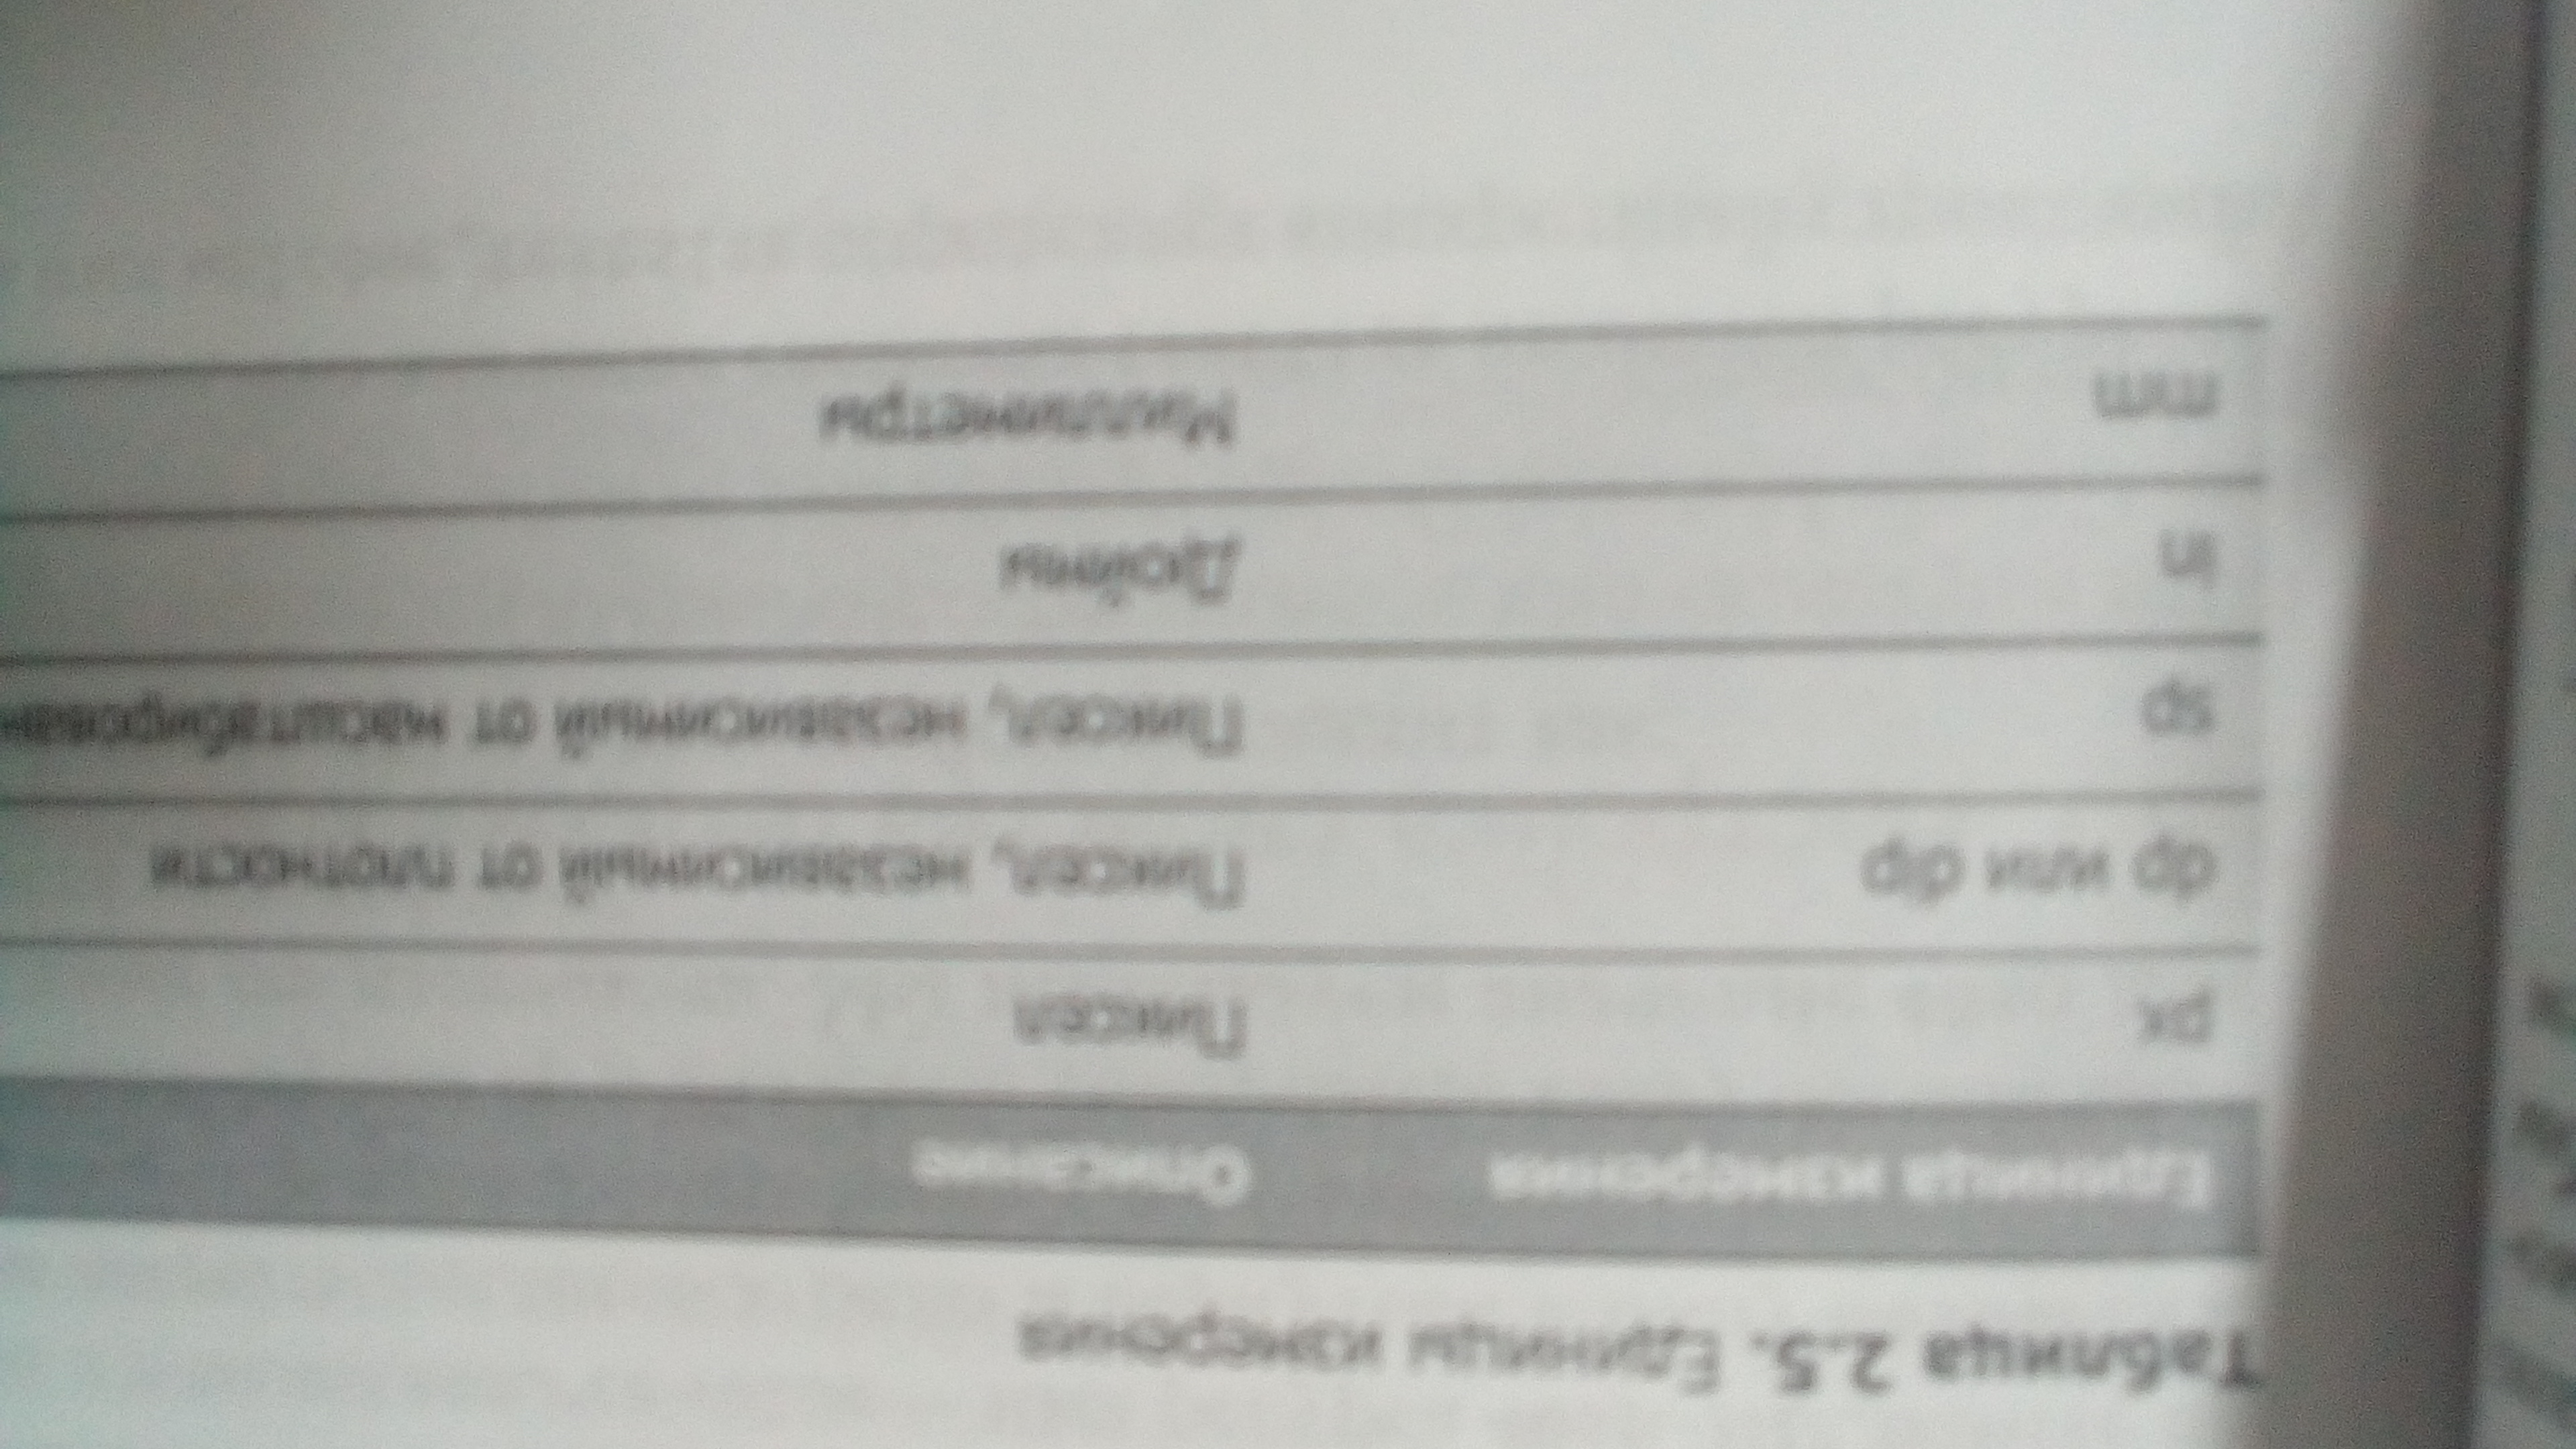 Таблица 2.5. Единицы измерения
Единица измерения Описание
px Пиксел
dp или dip Пиксел, независимый от плотности
sp Пиксел, независимый от масштабирован
in Дюймы
mm Миллиметры